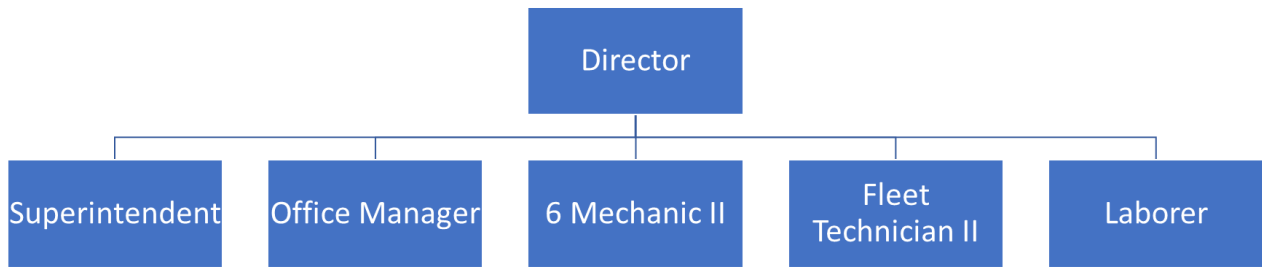 Director
Superintendent
Office Manager
6 Mechanic II
Fleet
Technician II
Laborer